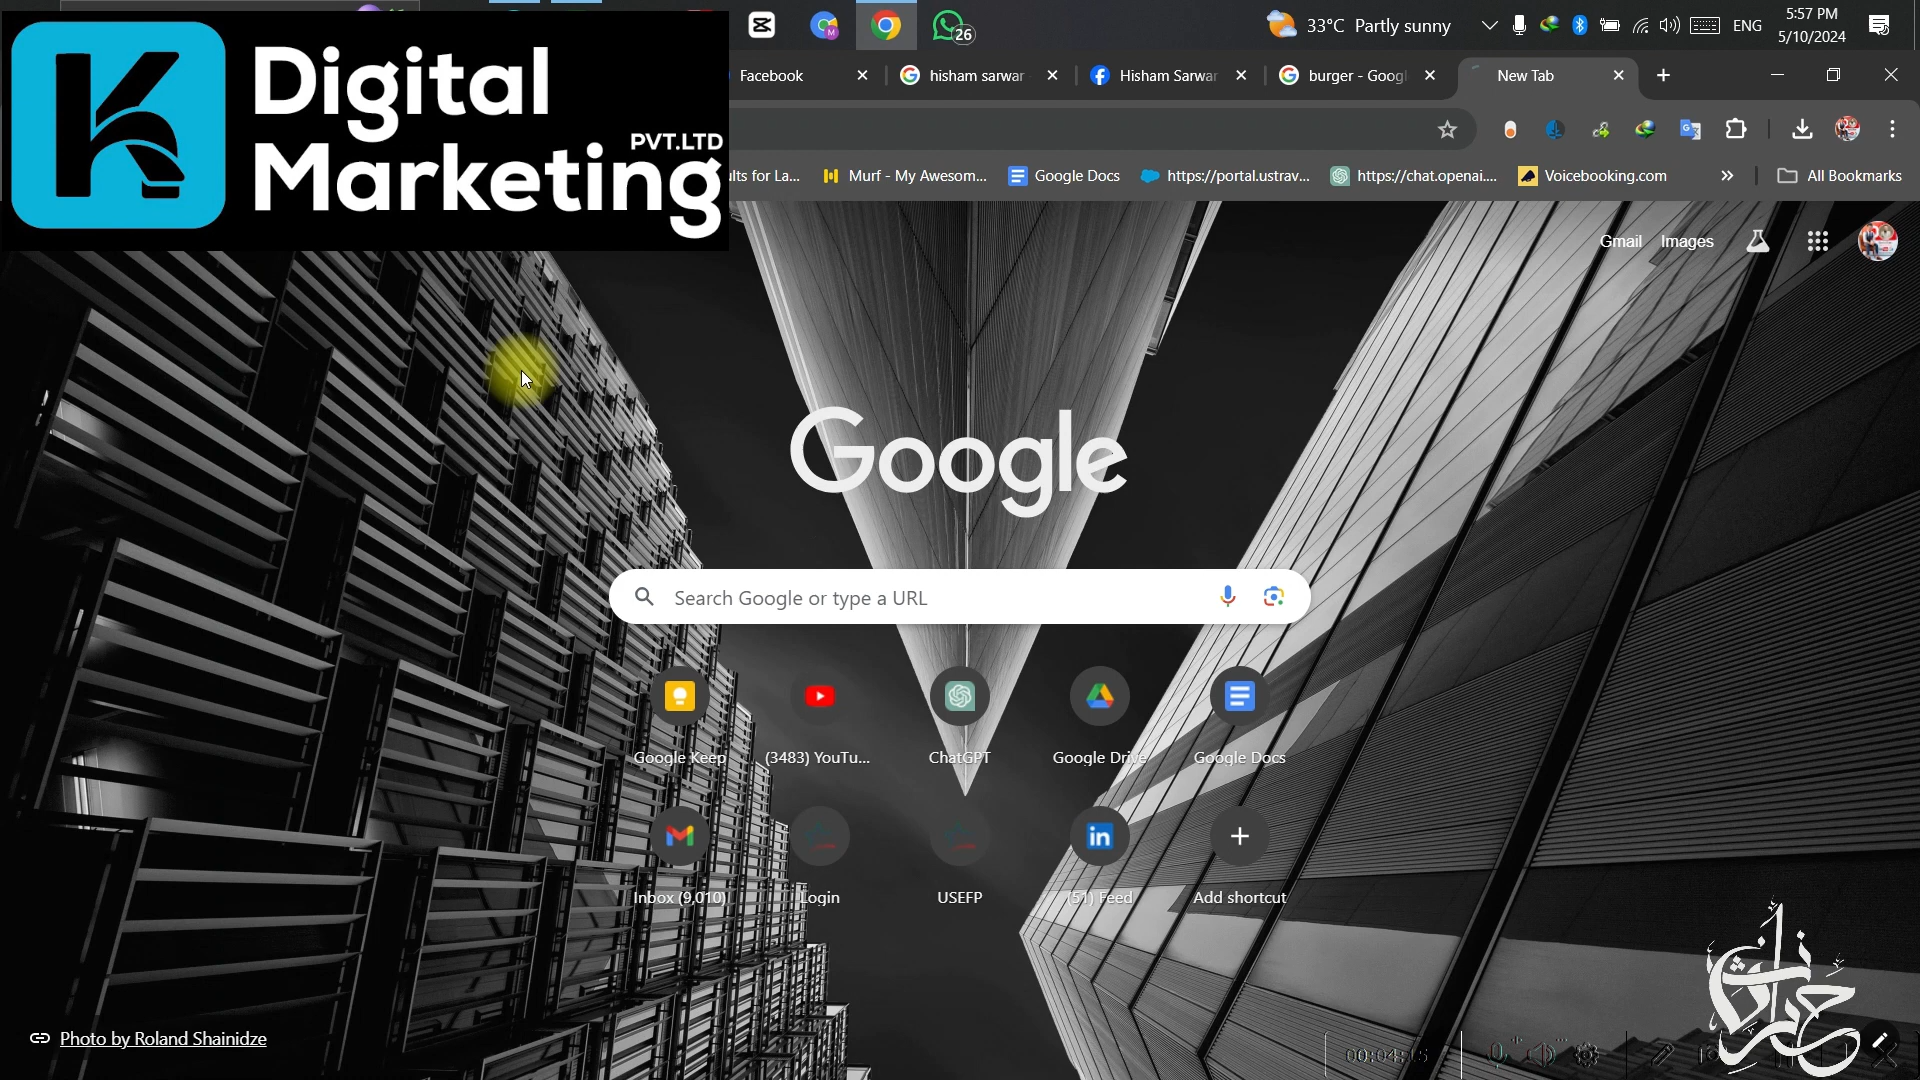 33°C Partly sunny
26
ENG
5:57 PM
5/10/2024
Digital
Marketing
PVT.LTD
Facebook
hisham sarwar
Hisham Sarwar
burger - Googl
New Tab
ults for La...
Murf - My Awesom...
Google Docs
https://portal.ustrav...
https://chat.openai....
Voicebooking.com
»
All Bookmarks
Gmail
Images
Google
Search Google or type a URL
Google Keep
(3483) YouTu...
ChatGPT
Google Drive
Google Docs
Inbox (9,010)
Login
USEFP
(51) Feed
Add shortcut
Photo by Roland Shainidze